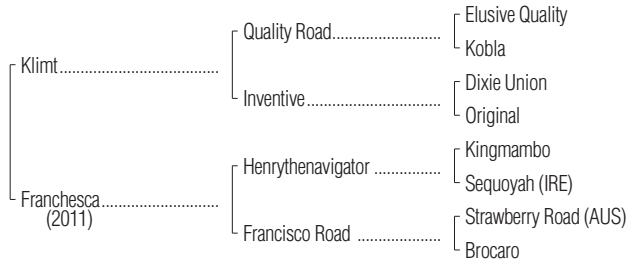 Elusive Quality
Quality Road
Kobla
Klimt
Dixie Union
Inventive
Original
Kingmambo
Henrythenavigator
Sequoyah (IRE)
Franchesca
(2011)
Strawberry Road (AUS)
Francisco Road
Brocaro